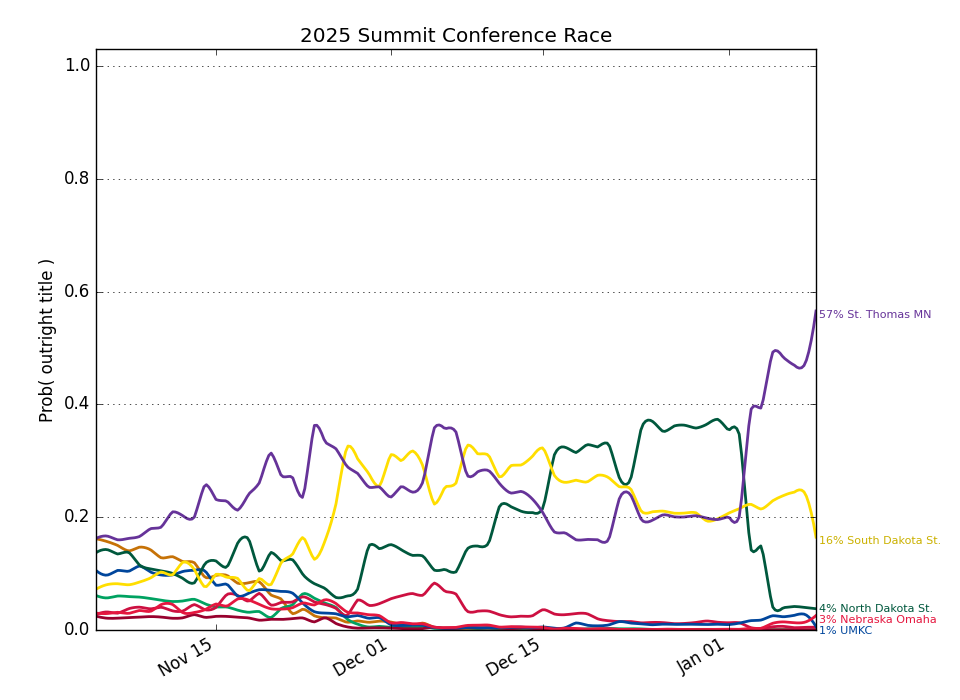 2025 Summit Conference Race
Prob( outright title )
1.0
0.8
0.6
0.4
0.2
0.0
Nov 15
Dec 01
Dec 15
Jan 01
57% St. Thomas MN
16% South Dakota St.
4% North Dakota St.
3% Nebraska Omaha
1% UMKC